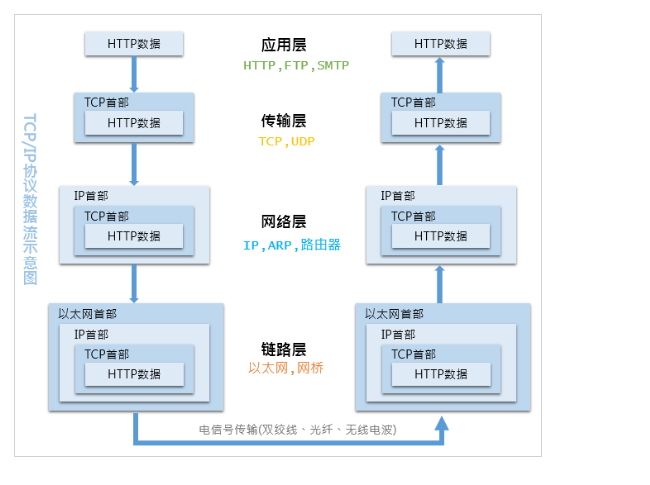 TCP/IP协议数据流示意图
HTTP数据
应用层
HTTP数据
HTTP,FTP,SMTP
TCP首部
HTTP数据
传输层
TCP,UDP
TCP首部
HTTP数据
IP首部
TCP首部
HTTP数据
网络层
IP,ARP,路由器
IP首部
TCP首部
HTTP数据
以太网首部
IP首部
TCP首部
HTTP数据
链路层
以太网,网桥
以太网首部
IP首部
TCP首部
HTTP数据
电信号传输(双绞线、光纤、无线电波)